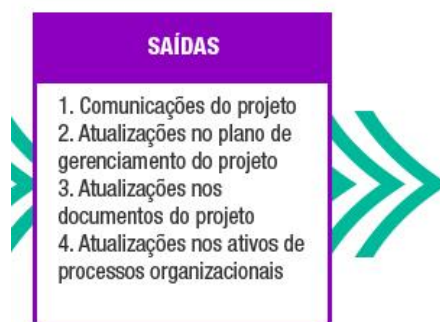 SAÍDAS
1. Comunicações do projeto
2. Atualizações no plano de
gerenciamento do projeto
3. Atualizações nos
documentos do projeto
4. Atualizações nos ativos de
processos organizacionais